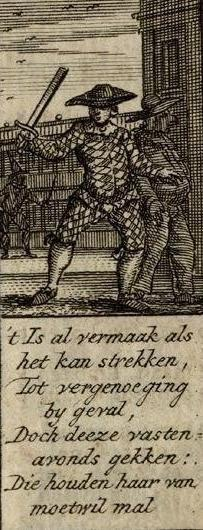 't Is al vermaak als
het kan strekken,
Tot vergenoeging
by geval,
Doch deeze vasten=
avonds gekken:
Die houden haar van
moetwil mal